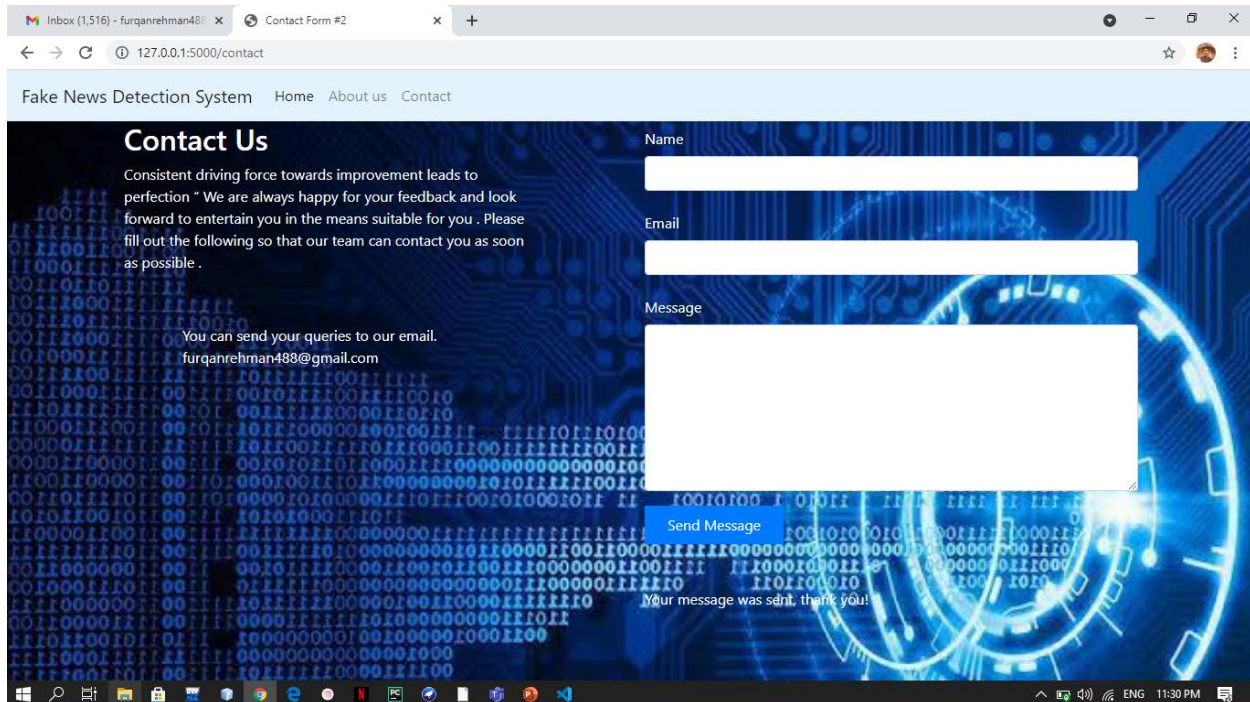 Inbox (1,516) - furqanrehman488
Contact Form #2
127.0.0.1:5000/contact
Fake News Detection System Home About us Contact
Contact Us
Consistent driving force towards improvement leads to
perfection “ We are always happy for your feedback and look
forward to entertain you in the means suitable for you . Please
fill out the following so that our team can contact you as soon
as possible .
You can send your queries to our email.
furqanrehman488@gmail.com
Name
Email
Message
Send Message
Your message was sent, thank you!
ENG 11:30 PM